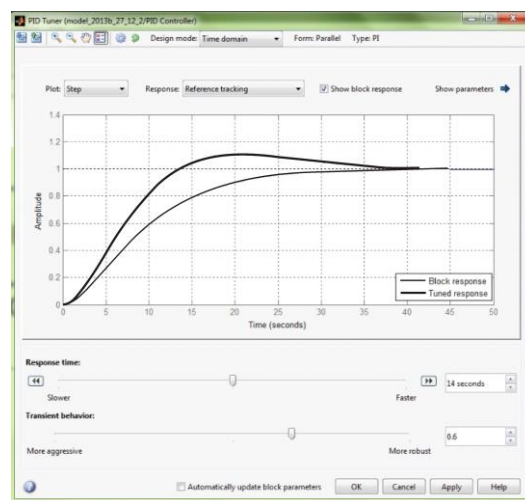 PID Tuner (model_2013b_27_12_2/PID Controller)
Design mode: Time domain Form: Parallel Type: PI
Plot: Step Response: Reference tracking Show block response Show parameters
1.4
1.2
1
0.8
0.6
0.4
0.2
0
Amplitude
0 5 10 15 20 25 30 35 40 45 50
Time (seconds)
Block response
Tuned response
Response time:
14 seconds
Slower Faster
Transient behavior:
0.6
More aggressive More robust
Automatically update block parameters OK Cancel Apply Help